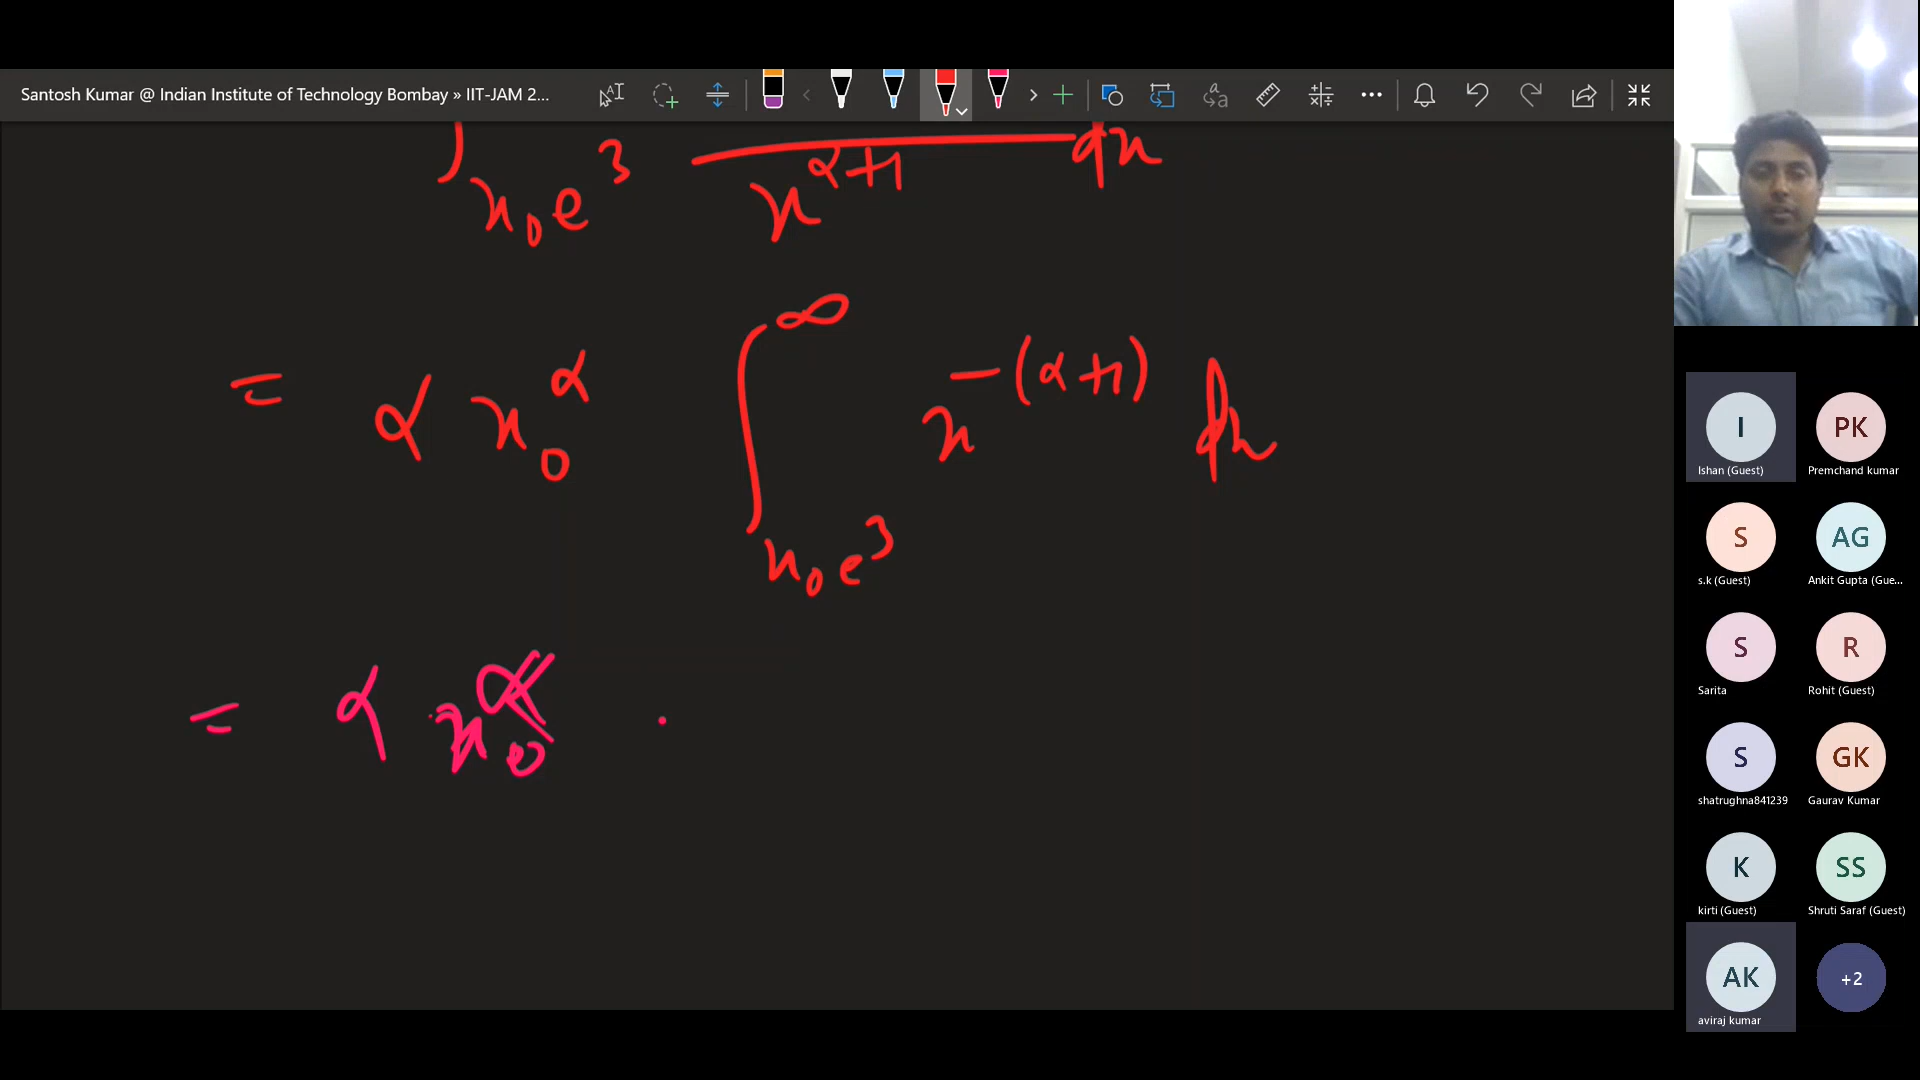 Santosh Kumar @ Indian Institute of Technology Bombay » IIT-JAM 2...
∫_{x₀e³} ‾‾‾/x^{α+1} dx
= α x₀^α ∫_{x₀e³}^∞ x^{-(α+1)} dx
= α x₀^α .
I
Ishan (Guest)
PK
Premchand kumar
S
s.k (Guest)
AG
Ankit Gupta (Gue...
S
Sarita
R
Rohit (Guest)
S
shatrughna841239
GK
Gaurav Kumar
K
kirti (Guest)
SS
Shruti Saraf (Guest)
AK
aviraj kumar
+2